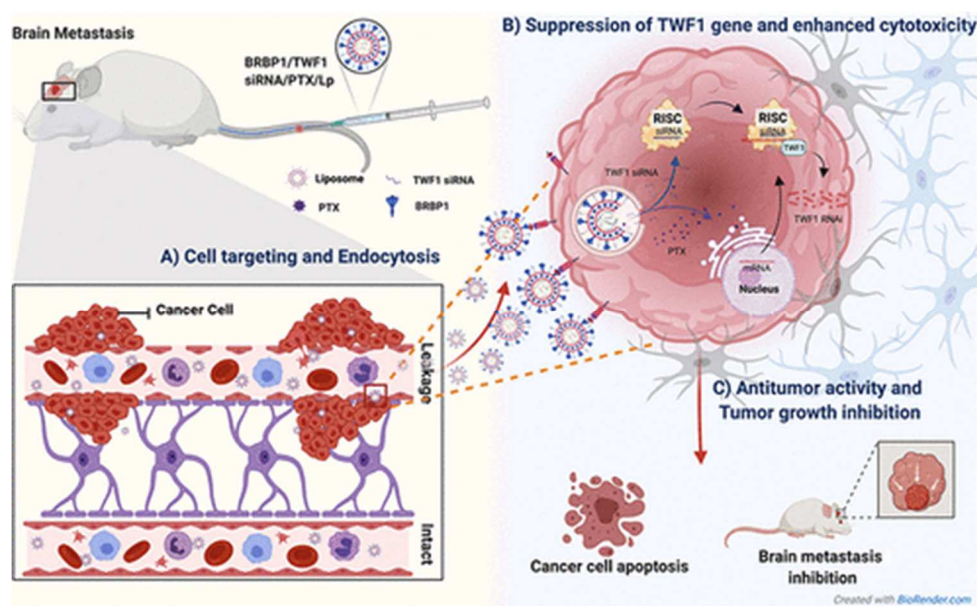 Brain Metastasis
BRBP1/TWF1
siRNA/PTX/Lp
Liposome
TWF1 siRNA
PTX
BRBP1
A) Cell targeting and Endocytosis
Cancer Cell
Leakage
Intact
B) Suppression of TWF1 gene and enhanced cytotoxicity
RISC
siRNA
RISC
siRNA
TWF1
TWF1 siRNA
TWF1 RNAi
PTX
mRNA
Nucleus
C) Antitumor activity and
Tumor growth inhibition
Cancer cell apoptosis
Brain metastasis
inhibition
Created with BioRender.com